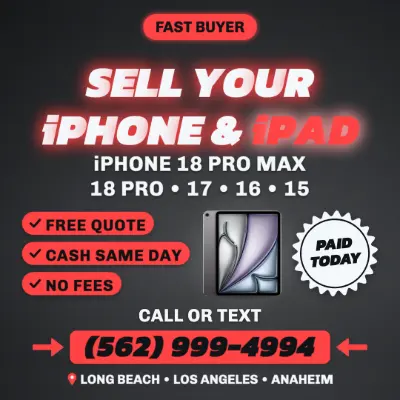 FAST BUYER
SELL YOUR
iPHONE & iPAD
iPHONE 18 PRO MAX
18 PRO • 17 • 16 • 15
FREE QUOTE
CASH SAME DAY
NO FEES
PAID
TODAY
CALL OR TEXT
(562) 999-4994
LONG BEACH • LOS ANGELES • ANAHEIM